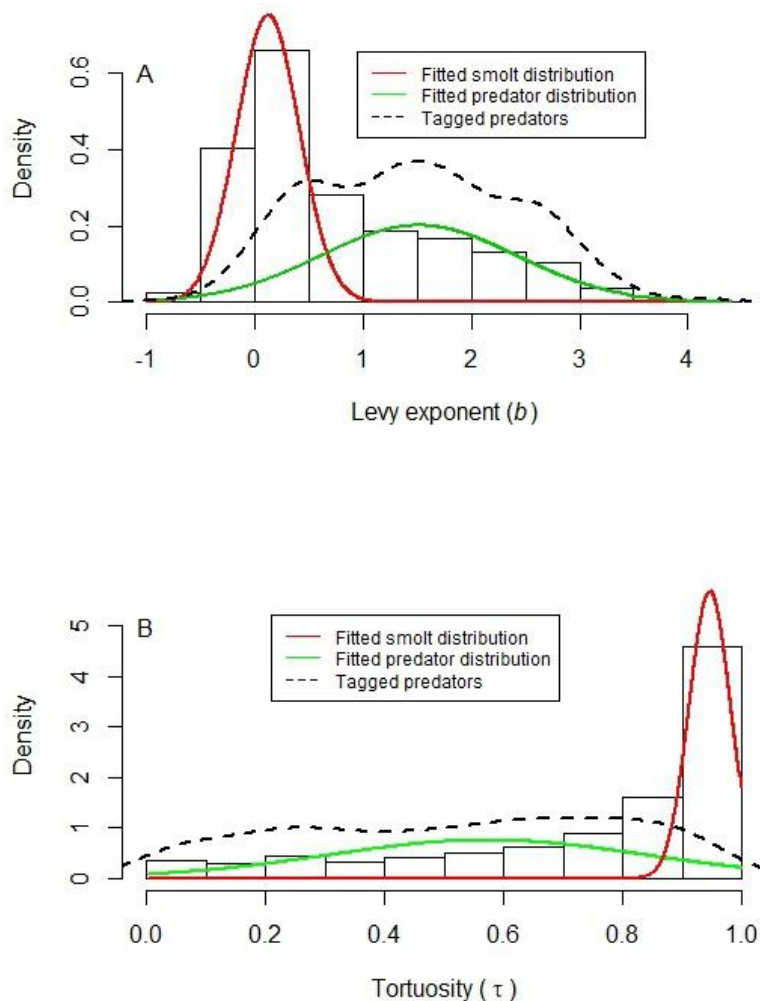 A
Fitted smolt distribution
Fitted predator distribution
Tagged predators
Density
0.0 0.2 0.4 0.6
-1 0 1 2 3 4
Levy exponent (b)
B
Fitted smolt distribution
Fitted predator distribution
Tagged predators
Density
0 1 2 3 4 5
0.0 0.2 0.4 0.6 0.8 1.0
Tortuosity ( τ )